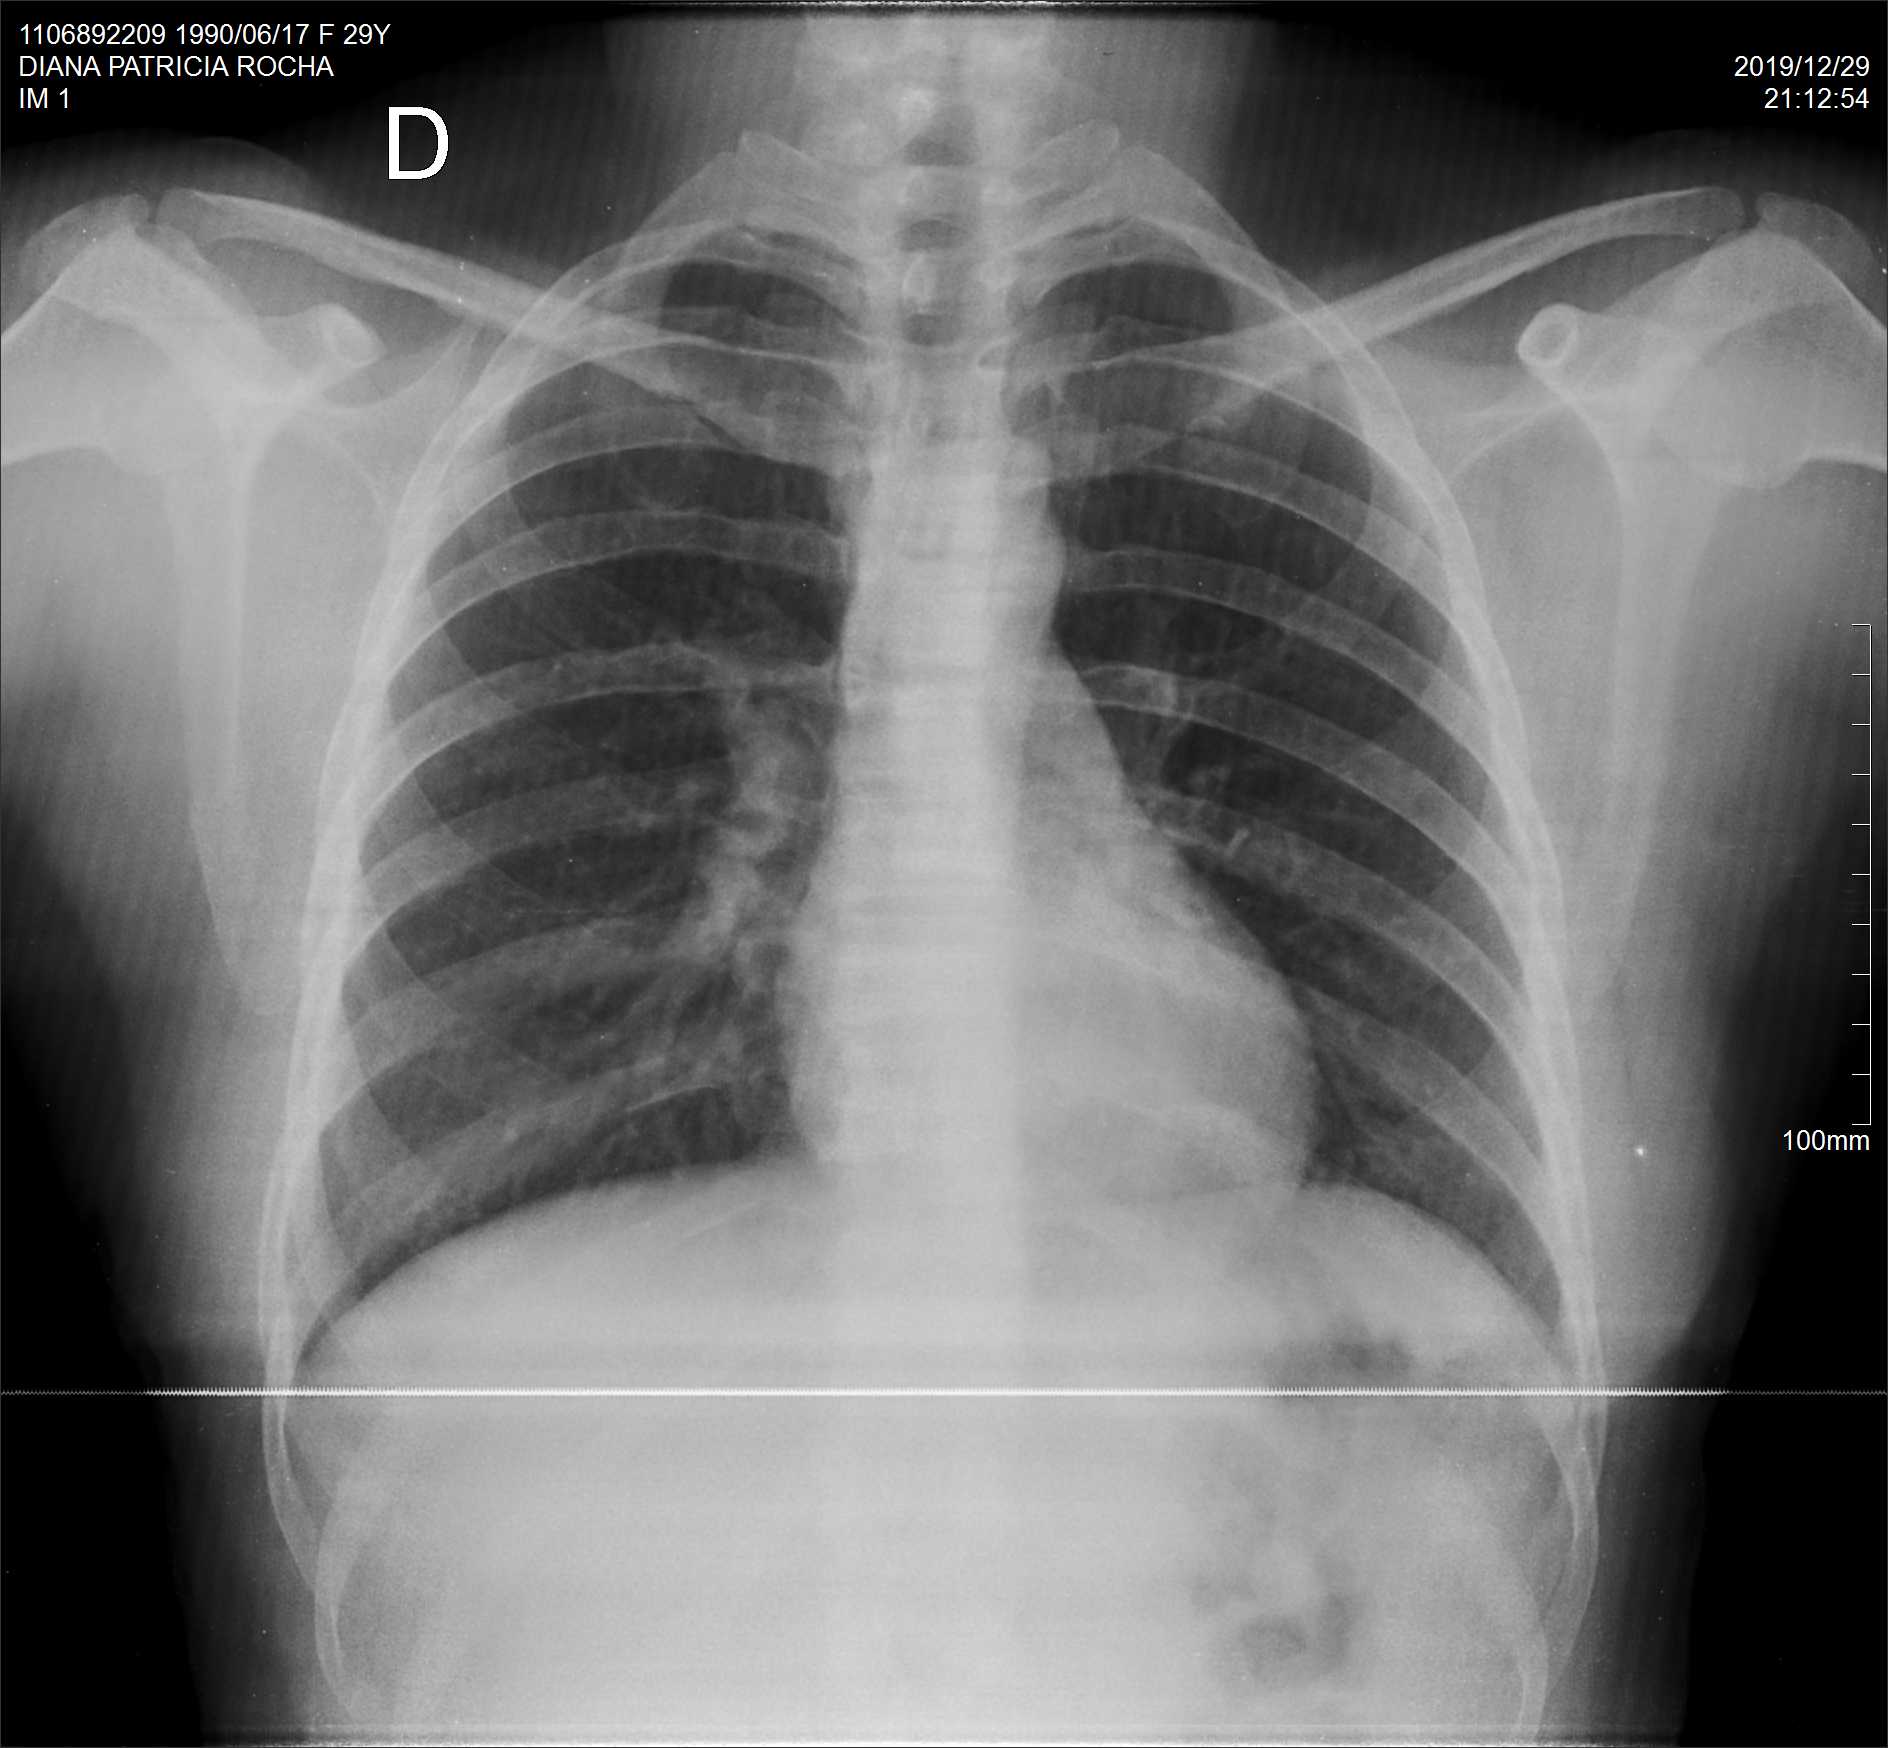 1106892209 1990/06/17 F 29Y
DIANA PATRICIA ROCHA
IM 1
D
2019/12/29
21:12:54
100mm